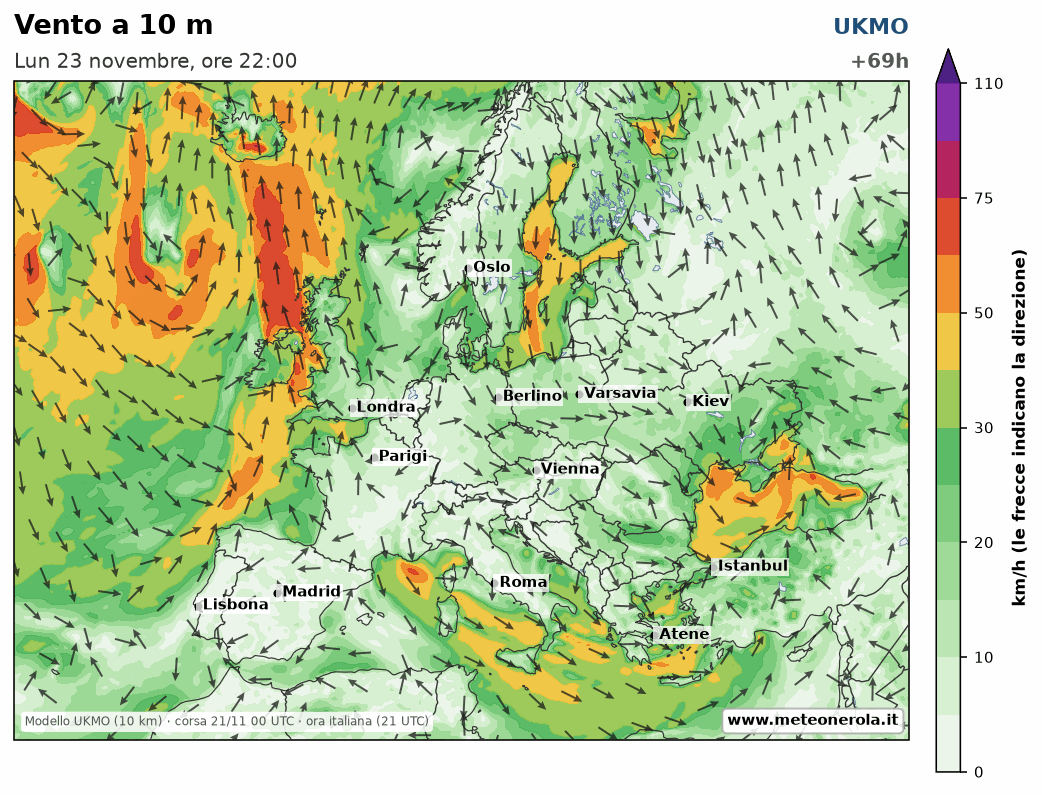 Vento a 10 m
UKMO
Lun 23 novembre, ore 22:00
+69h
110
75
50
30
20
10
0
km/h (le frecce indicano la direzione)
Oslo
Berlino
Varsavia
Kiev
Londra
Parigi
Vienna
Istanbul
Roma
Madrid
Lisbona
Atene
Modello UKMO (10 km) · corsa 21/11 00 UTC · ora italiana (21 UTC)
www.meteonerola.it